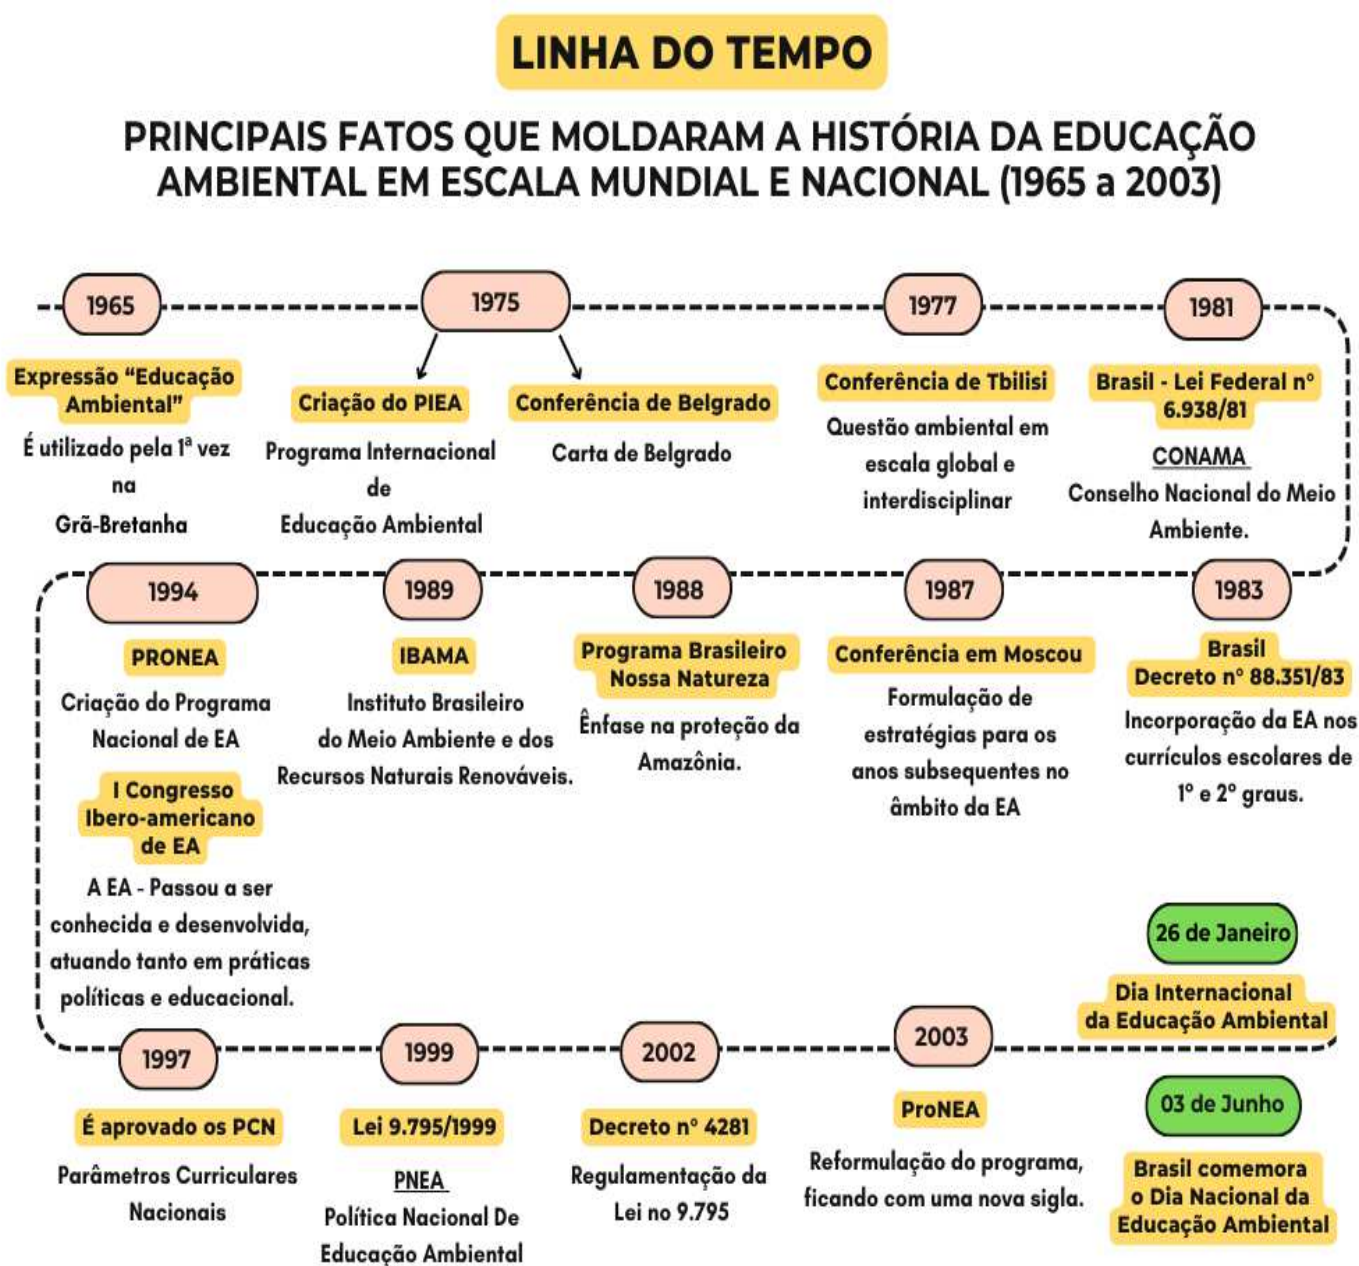 LINHA DO TEMPO
PRINCIPAIS FATOS QUE MOLDARAM A HISTÓRIA DA EDUCAÇÃO
AMBIENTAL EM ESCALA MUNDIAL E NACIONAL (1965 a 2003)
1965
Expressão “Educação
Ambiental”
É utilizado pela 1ª vez
na
Grã-Bretanha
1975
Criação do PIEA
Programa Internacional
de
Educação Ambiental
Conferência de Belgrado
Carta de Belgrado
1977
Conferência de Tbilisi
Questão ambiental em
escala global e
interdisciplinar
1981
Brasil - Lei Federal n°
6.938/81
CONAMA
Conselho Nacional do Meio
Ambiente.
1983
Brasil
Decreto n° 88.351/83
Incorporação da EA nos
currículos escolares de
1° e 2° graus.
1987
Conferência em Moscou
Formulação de
estratégias para os
anos subsequentes no
âmbito da EA
1988
Programa Brasileiro
Nossa Natureza
Ênfase na proteção da
Amazônia.
1989
IBAMA
Instituto Brasileiro
do Meio Ambiente e dos
Recursos Naturais Renováveis.
1994
PRONEA
Criação do Programa
Nacional de EA
I Congresso
Ibero-americano
de EA
A EA - Passou a ser
conhecida e desenvolvida,
atuando tanto em práticas
políticas e educacional.
1997
É aprovado os PCN
Parâmetros Curriculares
Nacionais
1999
Lei 9.795/1999
PNEA
Política Nacional De
Educação Ambiental
2002
Decreto n° 4281
Regulamentação da
Lei no 9.795
2003
ProNEA
Reformulação do programa,
ficando com uma nova sigla.
26 de Janeiro
Dia Internacional
da Educação Ambiental
03 de Junho
Brasil comemora
o Dia Nacional da
Educação Ambiental